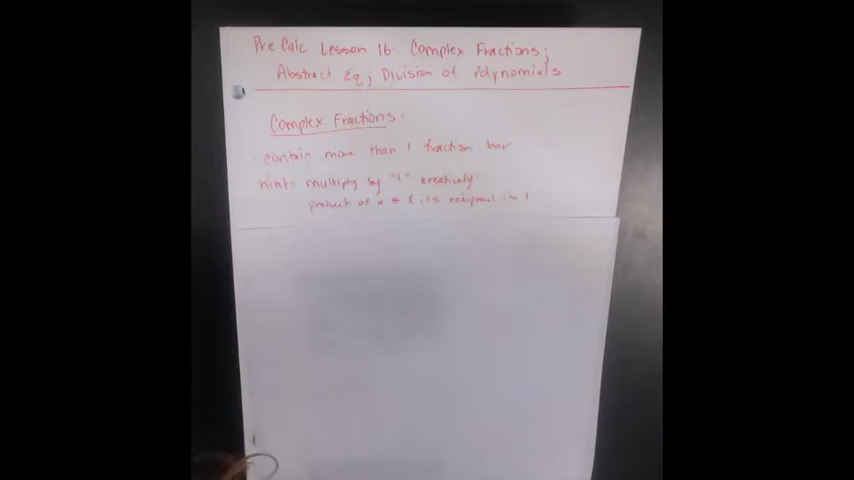 Pre Calc Lesson 16: Complex Fractions;
Abstract Eq; Division of Polynomials
Complex Fractions:
contain more than 1 fraction bar
hint: multiply by "1" creatively
product of a # & its reciprocal is 1